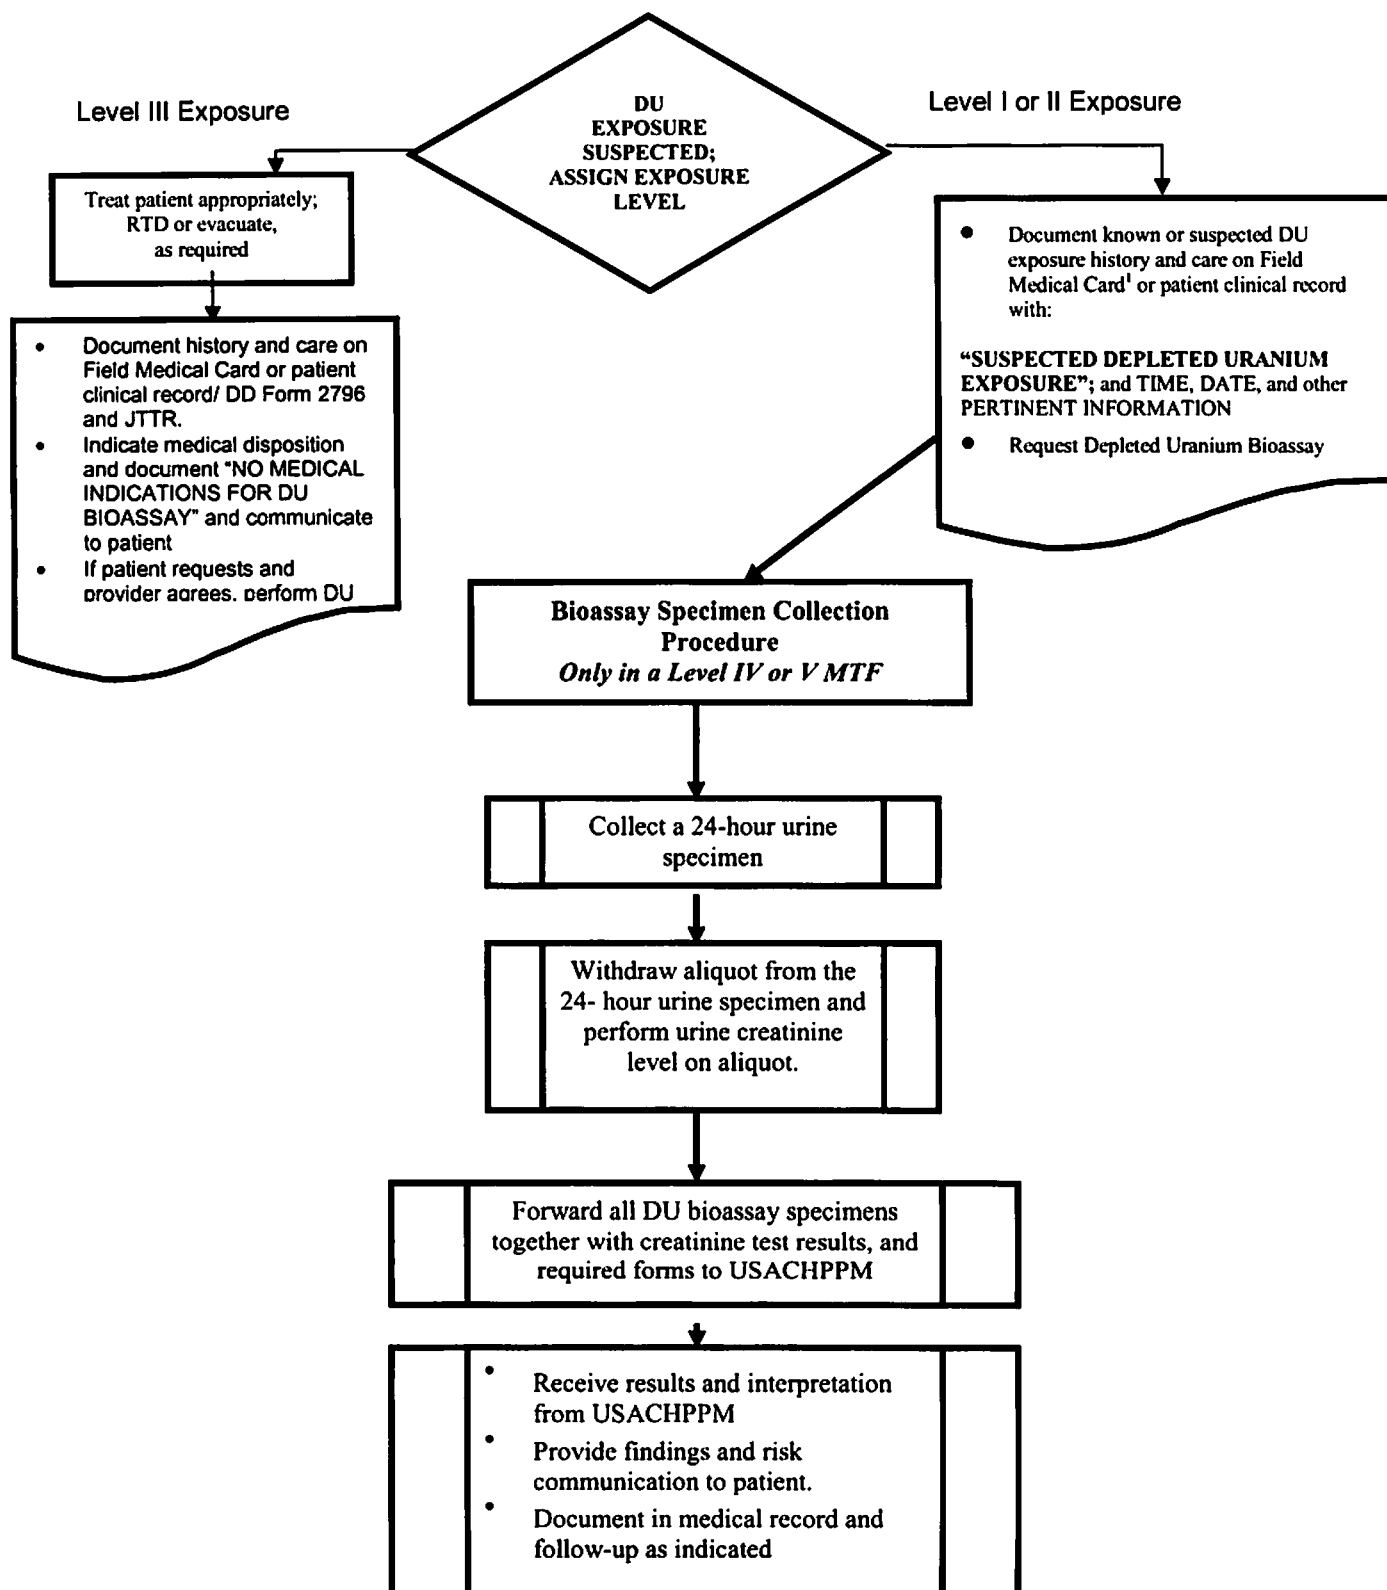 Level III Exposure
DU
EXPOSURE
SUSPECTED;
ASSIGN EXPOSURE
LEVEL
Level I or II Exposure
Treat patient appropriately;
RTD or evacuate,
as required
• Document history and care on
Field Medical Card or patient
clinical record/ DD Form 2796
and JTTR.
• Indicate medical disposition
and document "NO MEDICAL
INDICATIONS FOR DU
BIOASSAY" and communicate
to patient
• If patient requests and
provider agrees, perform DU
● Document known or suspected DU
exposure history and care on Field
Medical Card¹ or patient clinical record
with:
“SUSPECTED DEPLETED URANIUM
EXPOSURE”; and TIME, DATE, and other
PERTINENT INFORMATION
● Request Depleted Uranium Bioassay
Bioassay Specimen Collection
Procedure
Only in a Level IV or V MTF
Collect a 24-hour urine
specimen
Withdraw aliquot from the
24- hour urine specimen and
perform urine creatinine
level on aliquot.
Forward all DU bioassay specimens
together with creatinine test results, and
required forms to USACHPPM
• Receive results and interpretation
from USACHPPM
• Provide findings and risk
communication to patient.
• Document in medical record and
follow-up as indicated